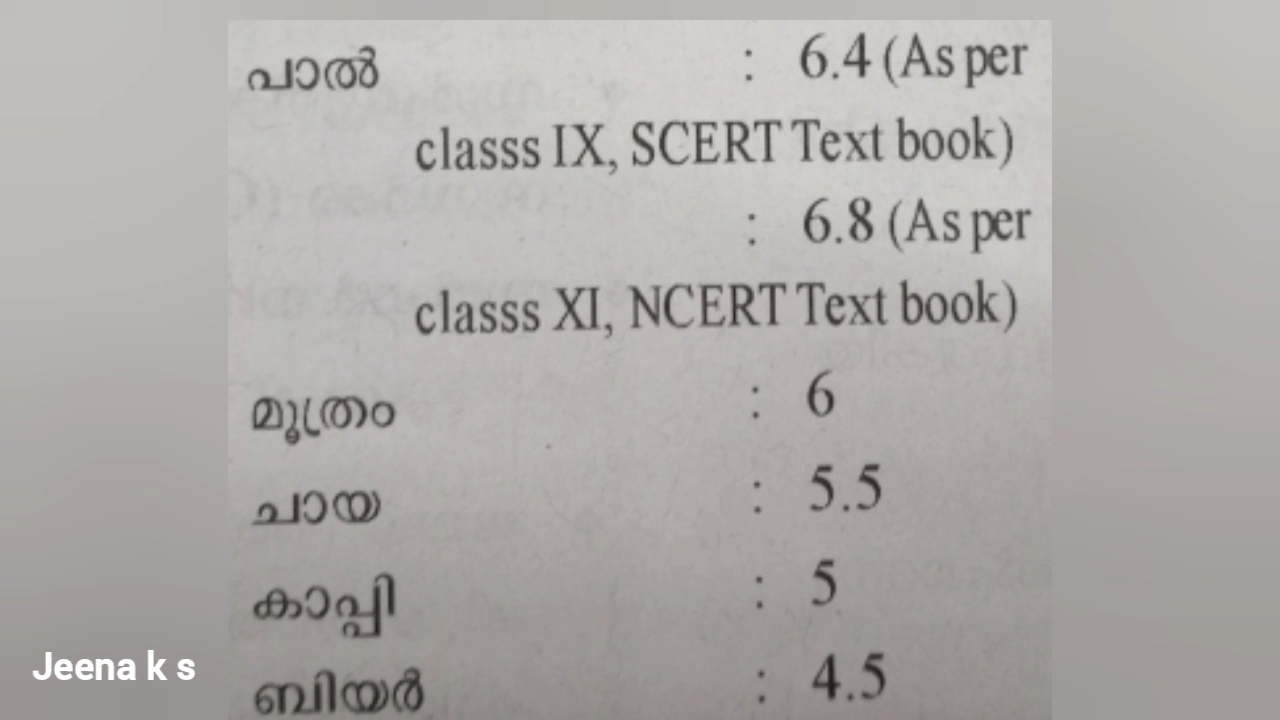 പാൽ : 6.4 (As per
classs IX, SCERT Text book)
: 6.8 (As per
classs XI, NCERT Text book)
മൂത്രം : 6
ചായ : 5.5
കാപ്പി : 5
ബിയർ : 4.5
Jeena k s